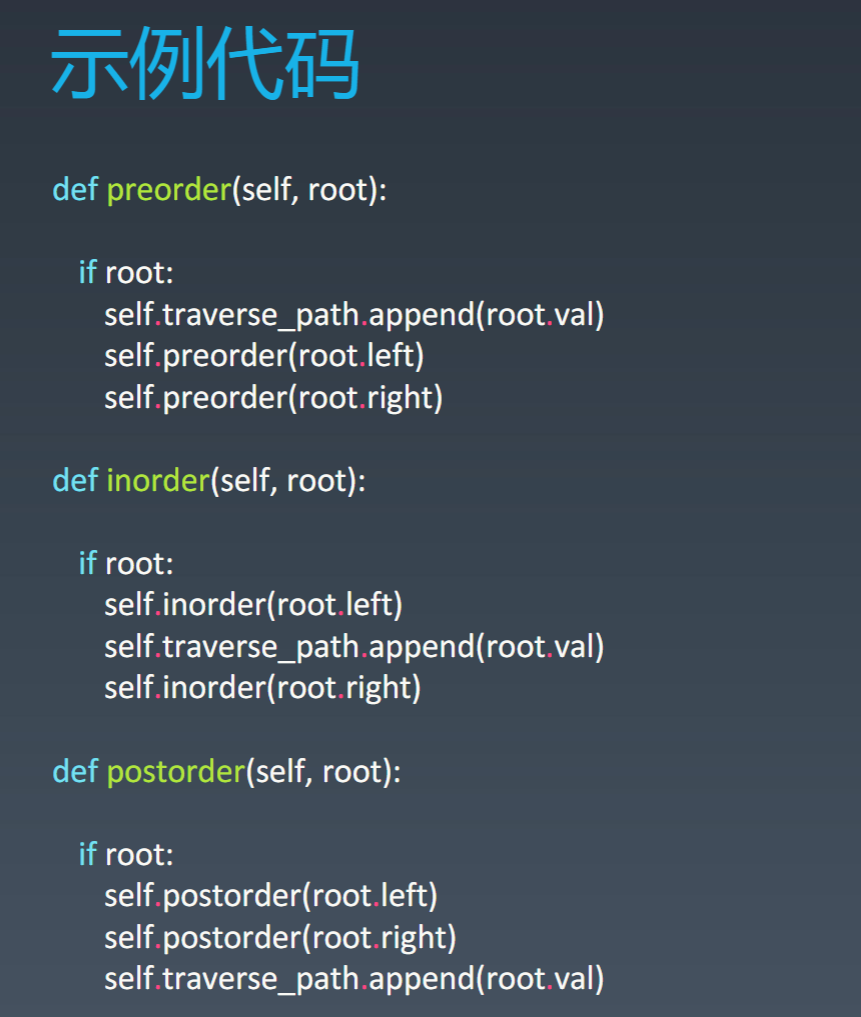 示例代码
def preorder(self, root):
if root:
self.traverse_path.append(root.val)
self.preorder(root.left)
self.preorder(root.right)
def inorder(self, root):
if root:
self.inorder(root.left)
self.traverse_path.append(root.val)
self.inorder(root.right)
def postorder(self, root):
if root:
self.postorder(root.left)
self.postorder(root.right)
self.traverse_path.append(root.val)